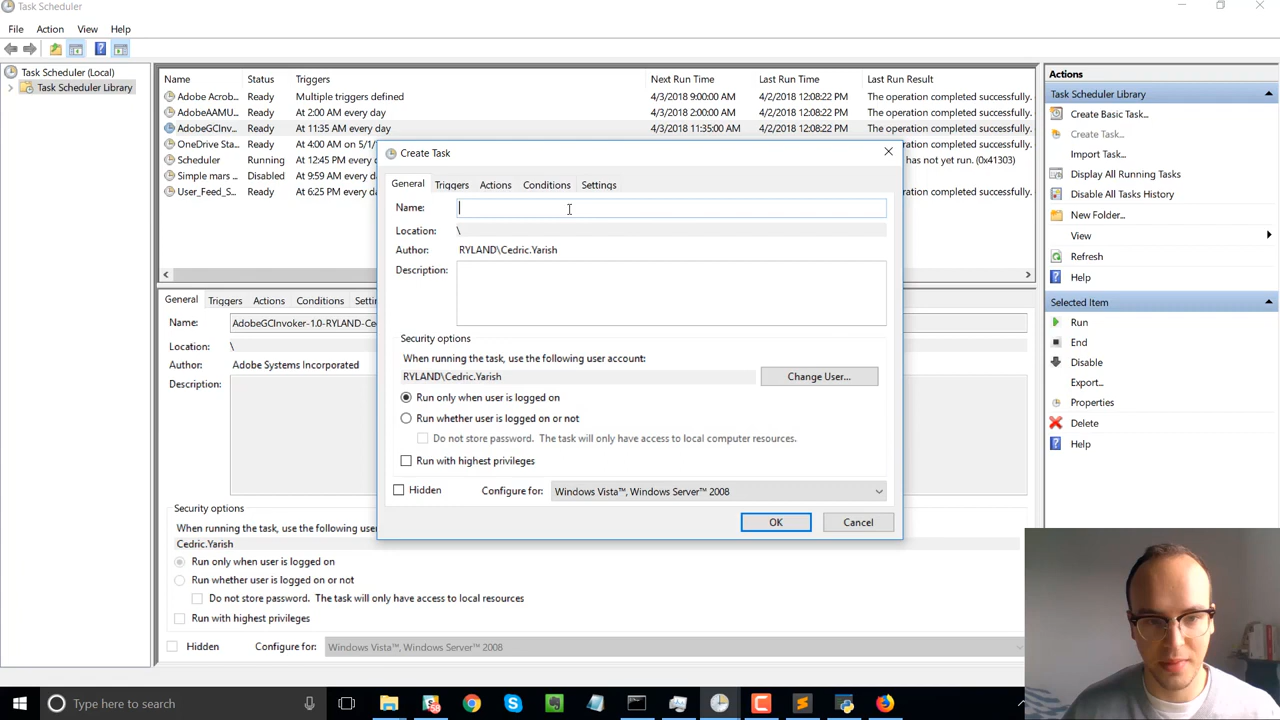 Task Scheduler
File Action View Help
Task Scheduler (Local)
Task Scheduler Library
Name Status Triggers Next Run Time Last Run Time Last Run Result
Adobe Acrob... Ready Multiple triggers defined 4/3/2018 9:00:00 AM 4/2/2018 12:08:22 PM The operation completed successfully.
AdobeAAMU... Ready At 2:00 AM every day 4/3/2018 2:00:00 AM 4/2/2018 12:08:22 PM The operation completed successfully.
AdobeGCInv... Ready At 11:35 AM every day 4/3/2018 11:35:00 AM 4/2/2018 12:08:22 PM The operation completed successfully.
OneDrive Sta... Ready At 4:00 AM on 5/1/ completed successfully.
Scheduler Running At 12:45 PM every d has not yet run. (0x41303)
Simple mars Disabled At 9:59 AM every d completed successfully.
User_Feed_S... Ready At 6:25 PM every d completed successfully.
Create Task
General Triggers Actions Conditions Settings
Name:
Location: \
Author: RYLAND\Cedric.Yarish
Description:
Security options
When running the task, use the following user account:
RYLAND\Cedric.Yarish Change User...
Run only when user is logged on
Run whether user is logged on or not
Do not store password. The task will only have access to local computer resources.
Run with highest privileges
Hidden Configure for: Windows Vista™, Windows Server™ 2008
OK Cancel
General Triggers Actions Conditions Settin
Name: AdobeGCInvoker-1.0-RYLAND-Ce
Location: \
Author: Adobe Systems Incorporated
Description:
Security options
When running the task, use the following user
Cedric.Yarish
Run only when user is logged on
Run whether user is logged on or not
Do not store password. The task will only have access to local resources
Run with highest privileges
Hidden Configure for: Windows Vista™, Windows Server™ 2008
Actions
Task Scheduler Library
Create Basic Task...
Create Task...
Import Task...
Display All Running Tasks
Disable All Tasks History
New Folder...
View
Refresh
Help
Selected Item
Run
End
Disable
Export...
Properties
Delete
Help
Type here to search